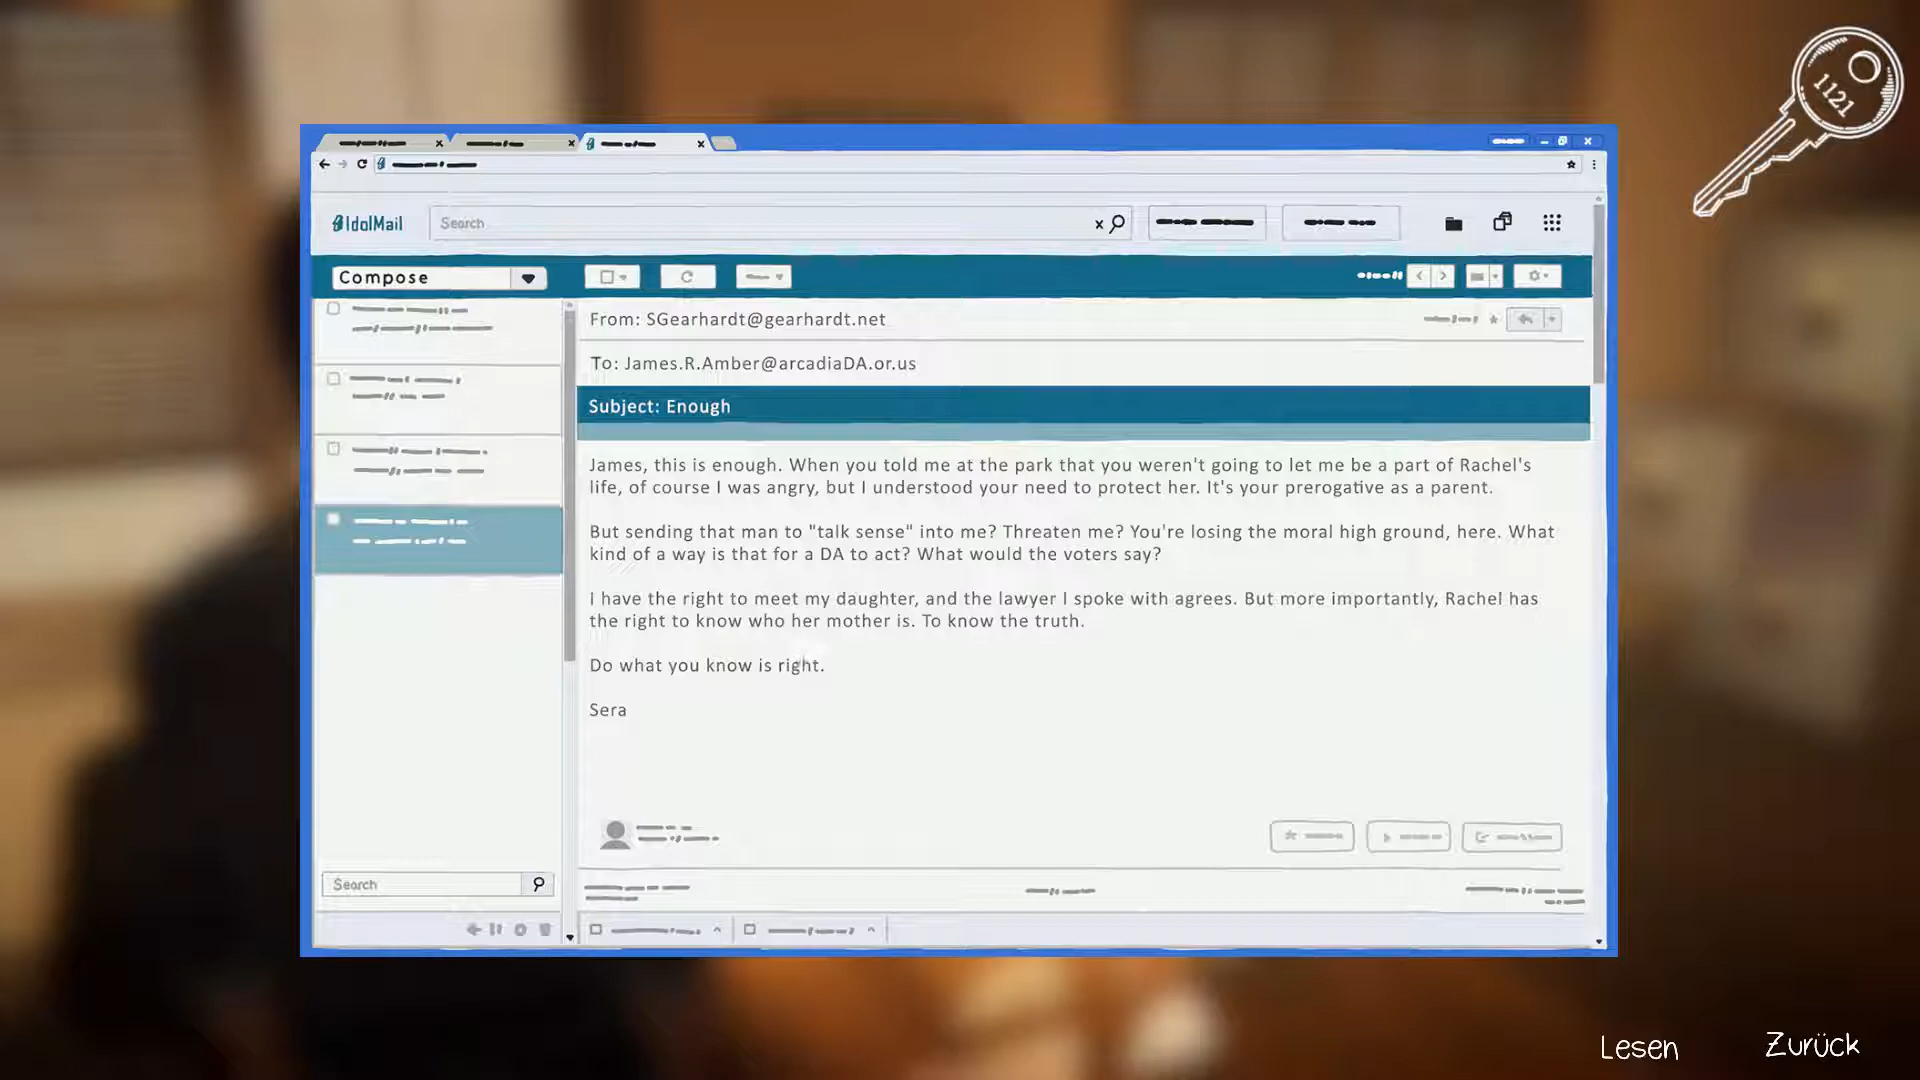 1121
IdolMail
Search
Compose
From: SGearhardt@gearhardt.net
To: James.R.Amber@arcadiaDA.or.us
Subject: Enough
James, this is enough. When you told me at the park that you weren't going to let me be a part of Rachel's
life, of course I was angry, but I understood your need to protect her. It's your prerogative as a parent.
But sending that man to "talk sense" into me? Threaten me? You're losing the moral high ground, here. What
kind of a way is that for a DA to act? What would the voters say?
I have the right to meet my daughter, and the lawyer I spoke with agrees. But more importantly, Rachel has
the right to know who her mother is. To know the truth.
Do what you know is right.
Sera
Search
Lesen
Zurück